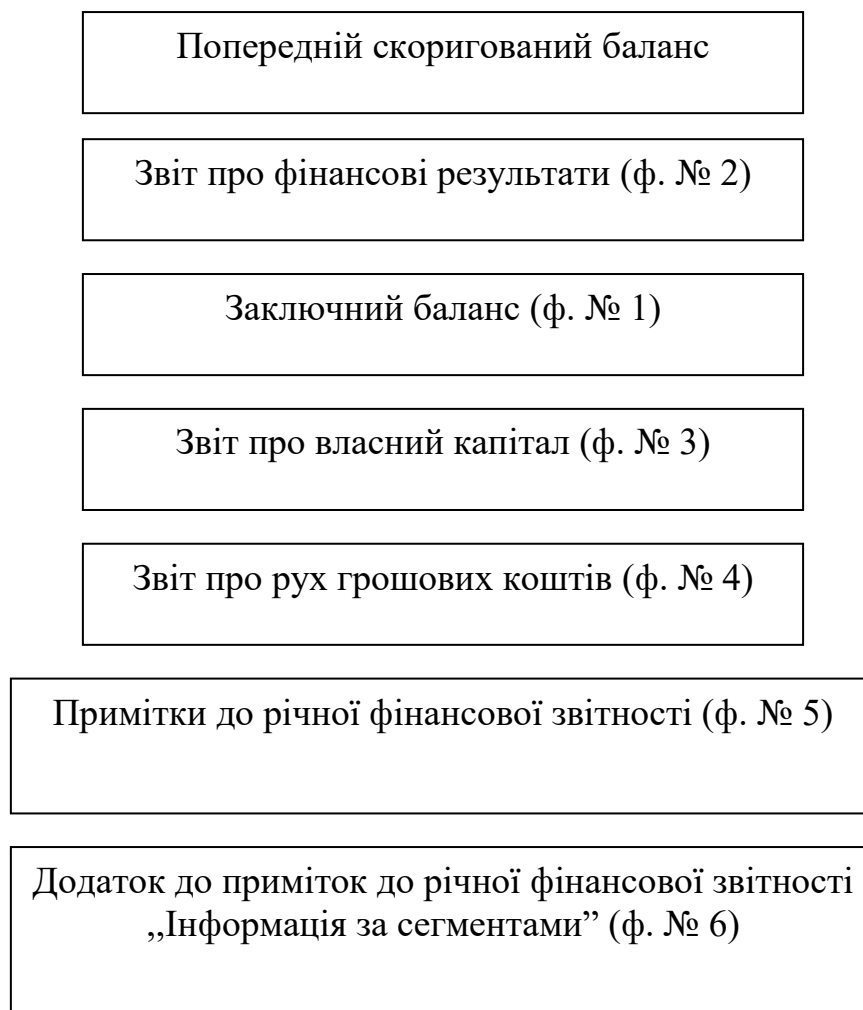 Попередній скоригований баланс
Звіт про фінансові результати (ф. № 2)
Заключний баланс (ф. № 1)
Звіт про власний капітал (ф. № 3)
Звіт про рух грошових коштів (ф. № 4)
Примітки до річної фінансової звітності (ф. № 5)
Додаток до приміток до річної фінансової звітності
„Інформація за сегментами” (ф. № 6)